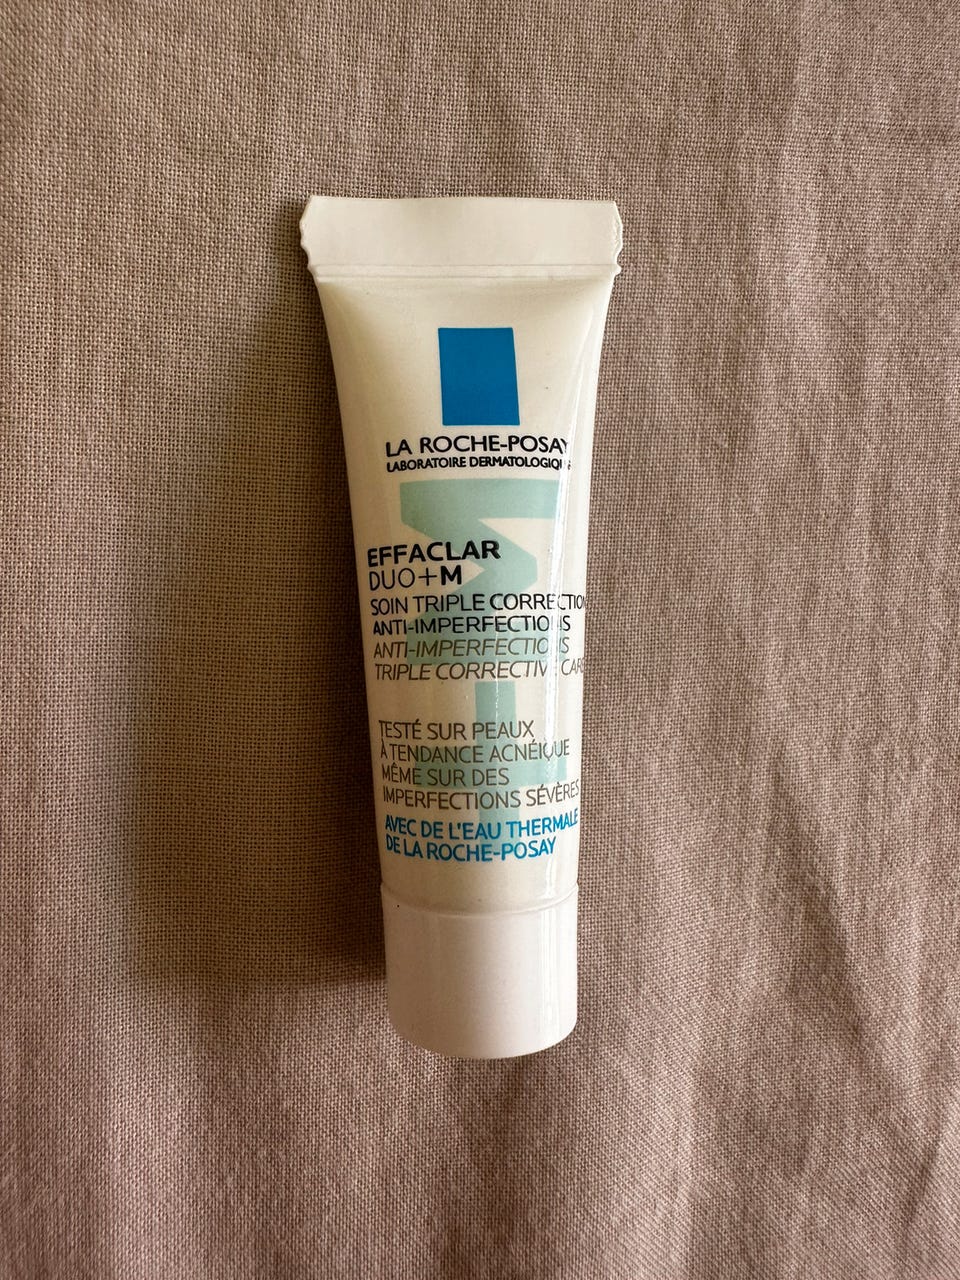 LA ROCHE-POSAY
LABORATOIRE DERMATOLOGIQUE
EFFACLAR
DUO+M
SOIN TRIPLE CORRECTION
ANTI-IMPERFECTIONS
ANTI-IMPERFECTIONS
TRIPLE CORRECTIVE CARE
TESTÉ SUR PEAUX
À TENDANCE ACNÉIQUE
MÊME SUR DES
IMPERFECTIONS SÉVÈRES
AVEC DE L'EAU THERMALE
DE LA ROCHE-POSAY
+M